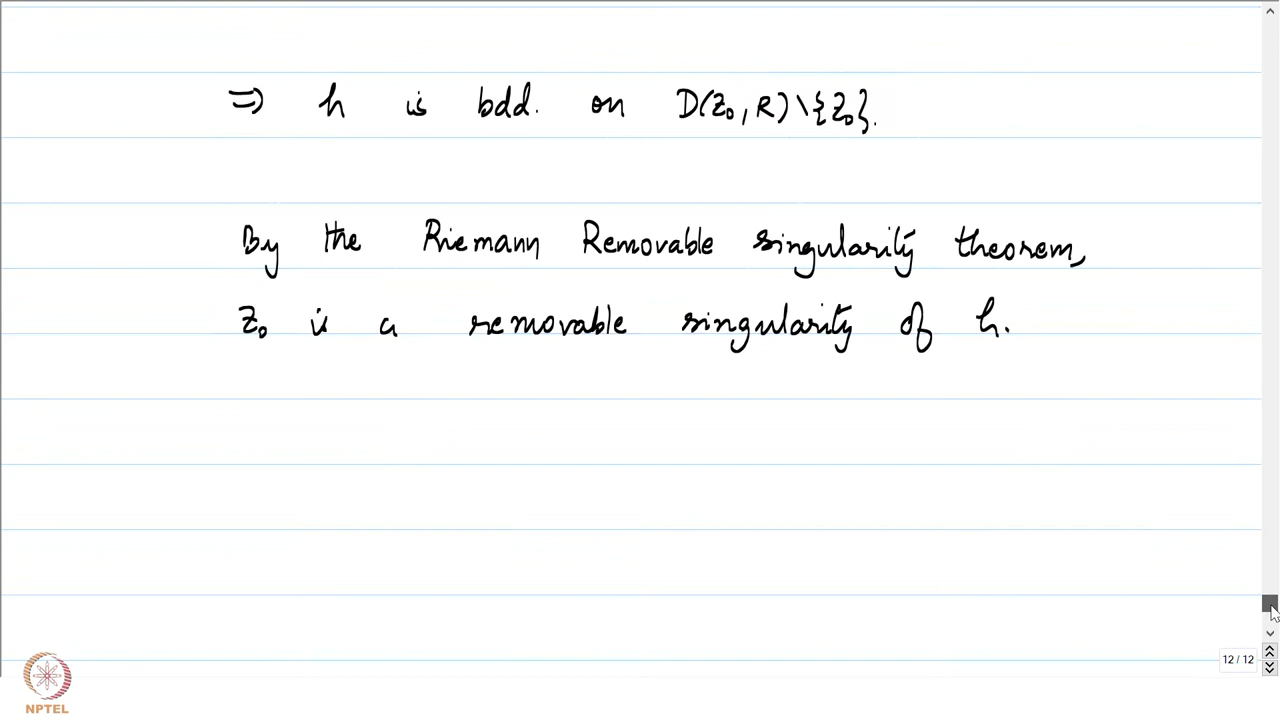 ⇒ h is bdd. on D(z₀, R) \ {z₀}.
By the Riemann Removable singularity theorem,
z₀ is a removable singularity of h.
12 / 12
NPTEL